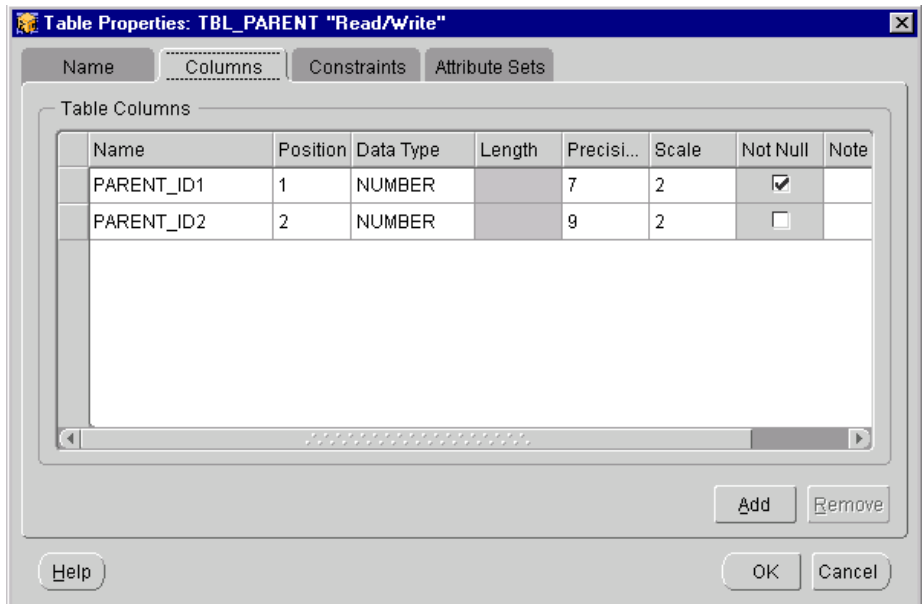 Table Properties: TBL_PARENT "Read/Write"
Name Columns Constraints Attribute Sets
Table Columns
Name Position Data Type Length Precisi... Scale Not Null Note
PARENT_ID1 1 NUMBER 7 2
PARENT_ID2 2 NUMBER 9 2
Add Remove
Help OK Cancel